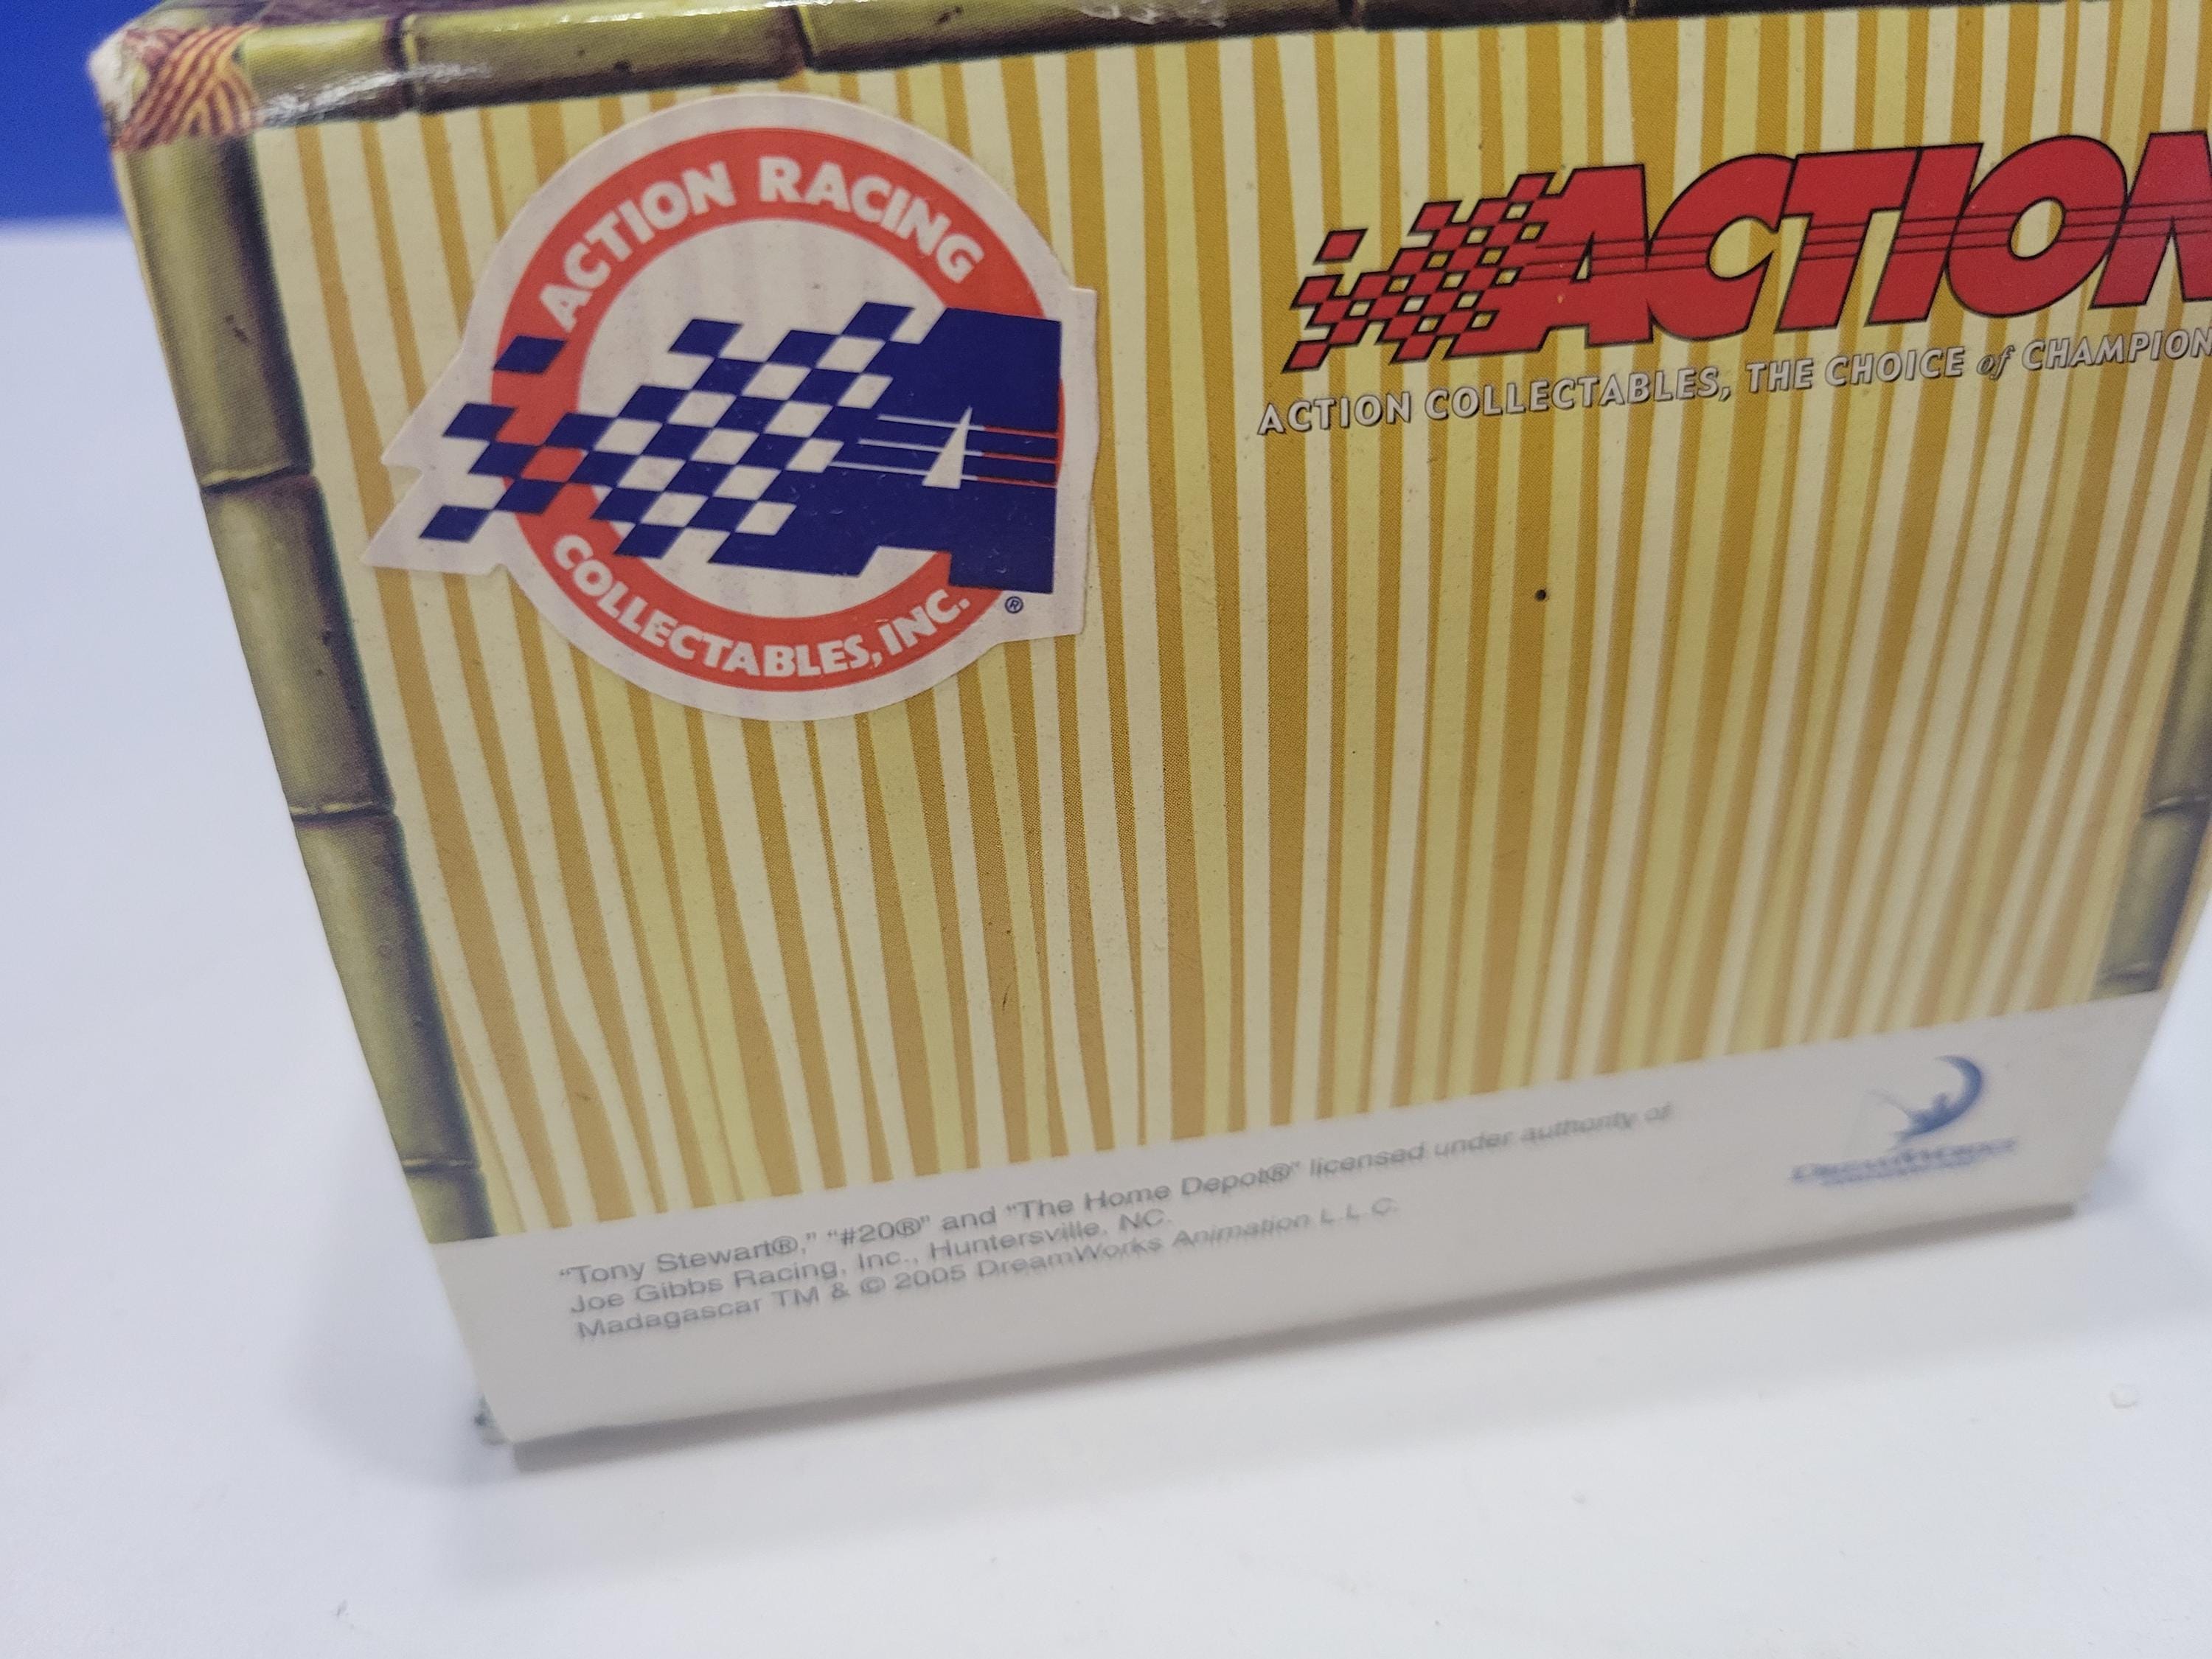 ACTION RACING
COLLECTABLES, INC.
®
ACTION
ACTION COLLECTABLES, THE CHOICE of CHAMPION
"Tony Stewart®," "#20®" and "The Home Depot®" licensed under authority of
Joe Gibbs Racing, Inc., Huntersville, NC.
Madagascar TM & © 2005 DreamWorks Animation L.L.C.
DREAMWORKS